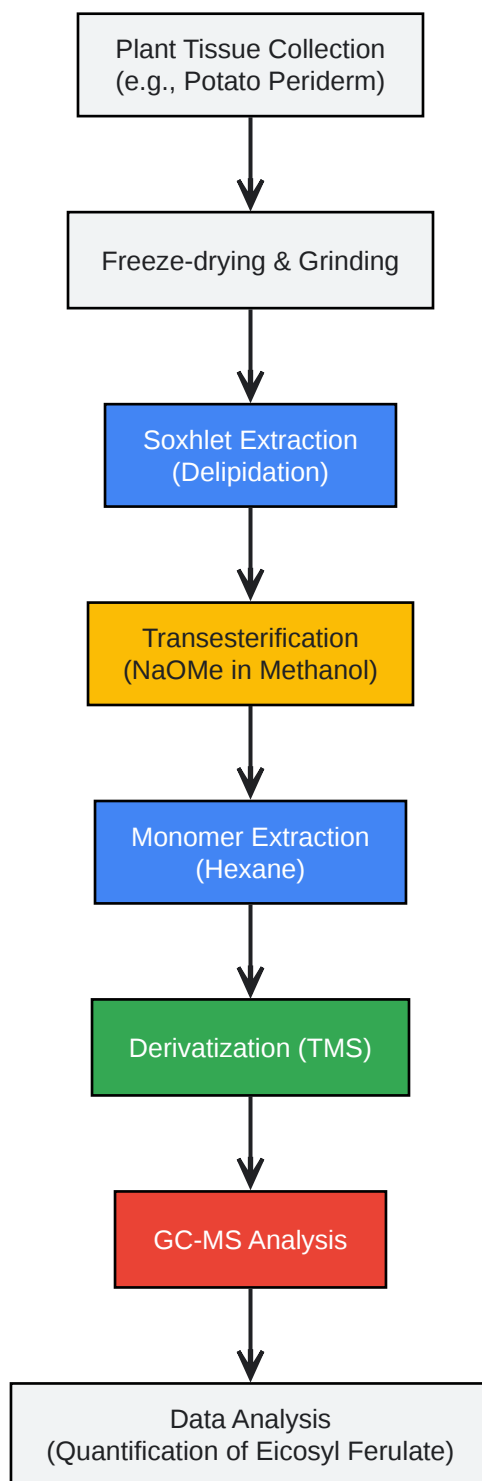 Plant Tissue Collection
(e.g., Potato Periderm)
Freeze-drying & Grinding
Soxhlet Extraction
(Delipidation)
Transesterification
(NaOMe in Methanol)
Monomer Extraction
(Hexane)
Derivatization (TMS)
GC-MS Analysis
Data Analysis
(Quantification of Eicosyl Ferulate)